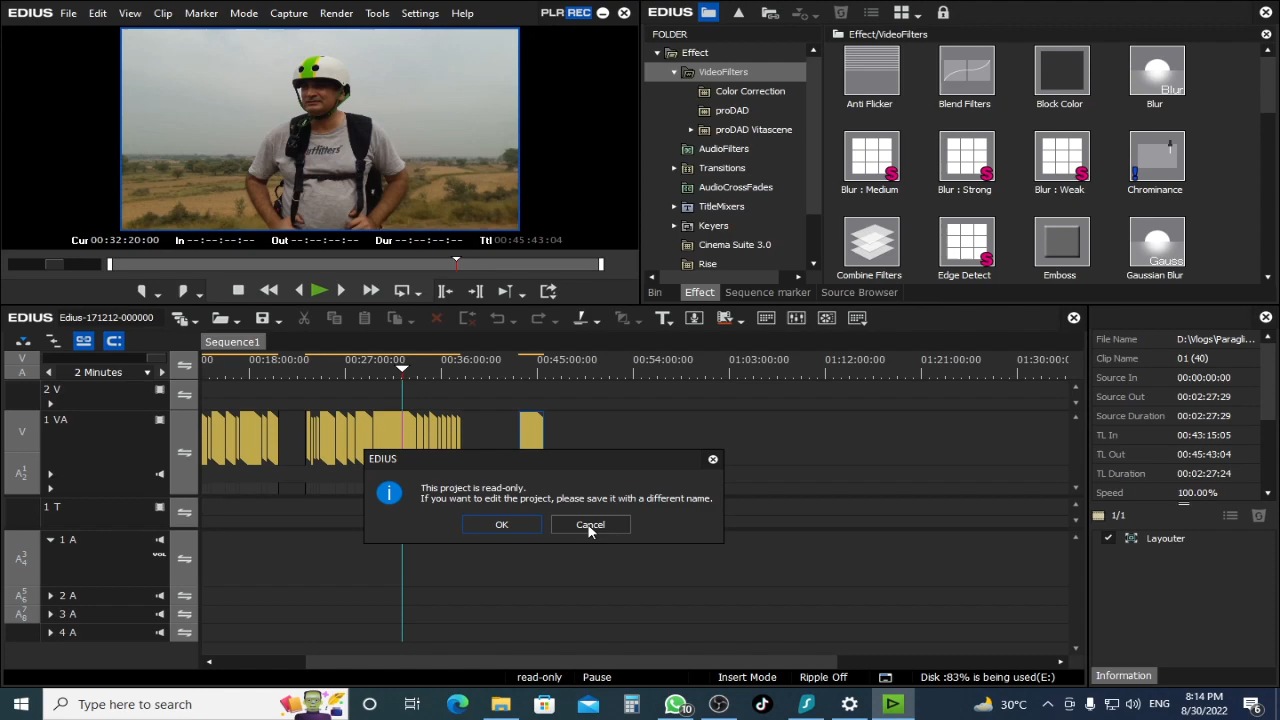 EDIUS File Edit View Clip Marker Mode Capture Render Tools Settings Help PLR REC
Cur 00:32:20:00 In --:--:--:-- Out --:--:--:-- Dur --:--:--:-- Ttl 00:45:43:04
EDIUS
FOLDER
Effect
VideoFilters
Color Correction
proDAD
proDAD Vitascene
AudioFilters
Transitions
AudioCrossFades
TitleMixers
Keyers
Cinema Suite 3.0
Rise
Effect/VideoFilters
Anti Flicker
Blend Filters
Block Color
Blur
Blur
Blur : Medium
Blur : Strong
Blur : Weak
Chrominance
Combine Filters
Edge Detect
Emboss
Gauss
Gaussian Blur
Bin Effect Sequence marker Source Browser
EDIUS Edius-171212-000000
Sequence1
V
A
2 Minutes
00 00:18:00:00 00:27:00:00 00:36:00:00 00:45:00:00 00:54:00:00 01:03:00:00 01:12:00:00 01:21:00:00 01:30:00:00
2 V
V 1 VA
A1 2
1 T
A3 4 1 A
VOL
2 A
3 A
4 A
EDIUS
This project is read-only.
If you want to edit the project, please save it with a different name.
OK Cancel
File Name D:\Vlogs\Paragli...
Clip Name 01 (40)
Source In 00:00:00:00
Source Out 00:02:27:29
Source Duration 00:02:27:29
TL In 00:43:15:05
TL Out 00:45:43:04
TL Duration 00:02:27:24
Speed 100.00%
1/1
Layouter
Information
read-only Pause Insert Mode Ripple Off Disk :83% is being used(E:)
Type here to search
10
30°C
ENG
8:14 PM
8/30/2022